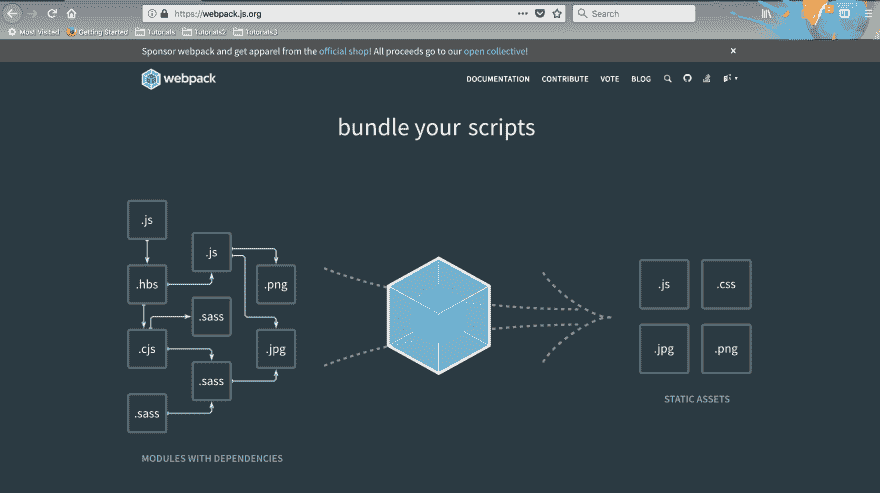 https://webpack.js.org
Search
Most Visited Getting Started Tutorials Tutorials2 Tutorials3
Sponsor webpack and get apparel from the official shop! All proceeds go to our open collective!
webpack
DOCUMENTATION CONTRIBUTE VOTE BLOG
bundle your scripts
.js
.js
.hbs
.png
.sass
.cjs
.jpg
.sass
.sass
MODULES WITH DEPENDENCIES
.js .css
.jpg .png
STATIC ASSETS